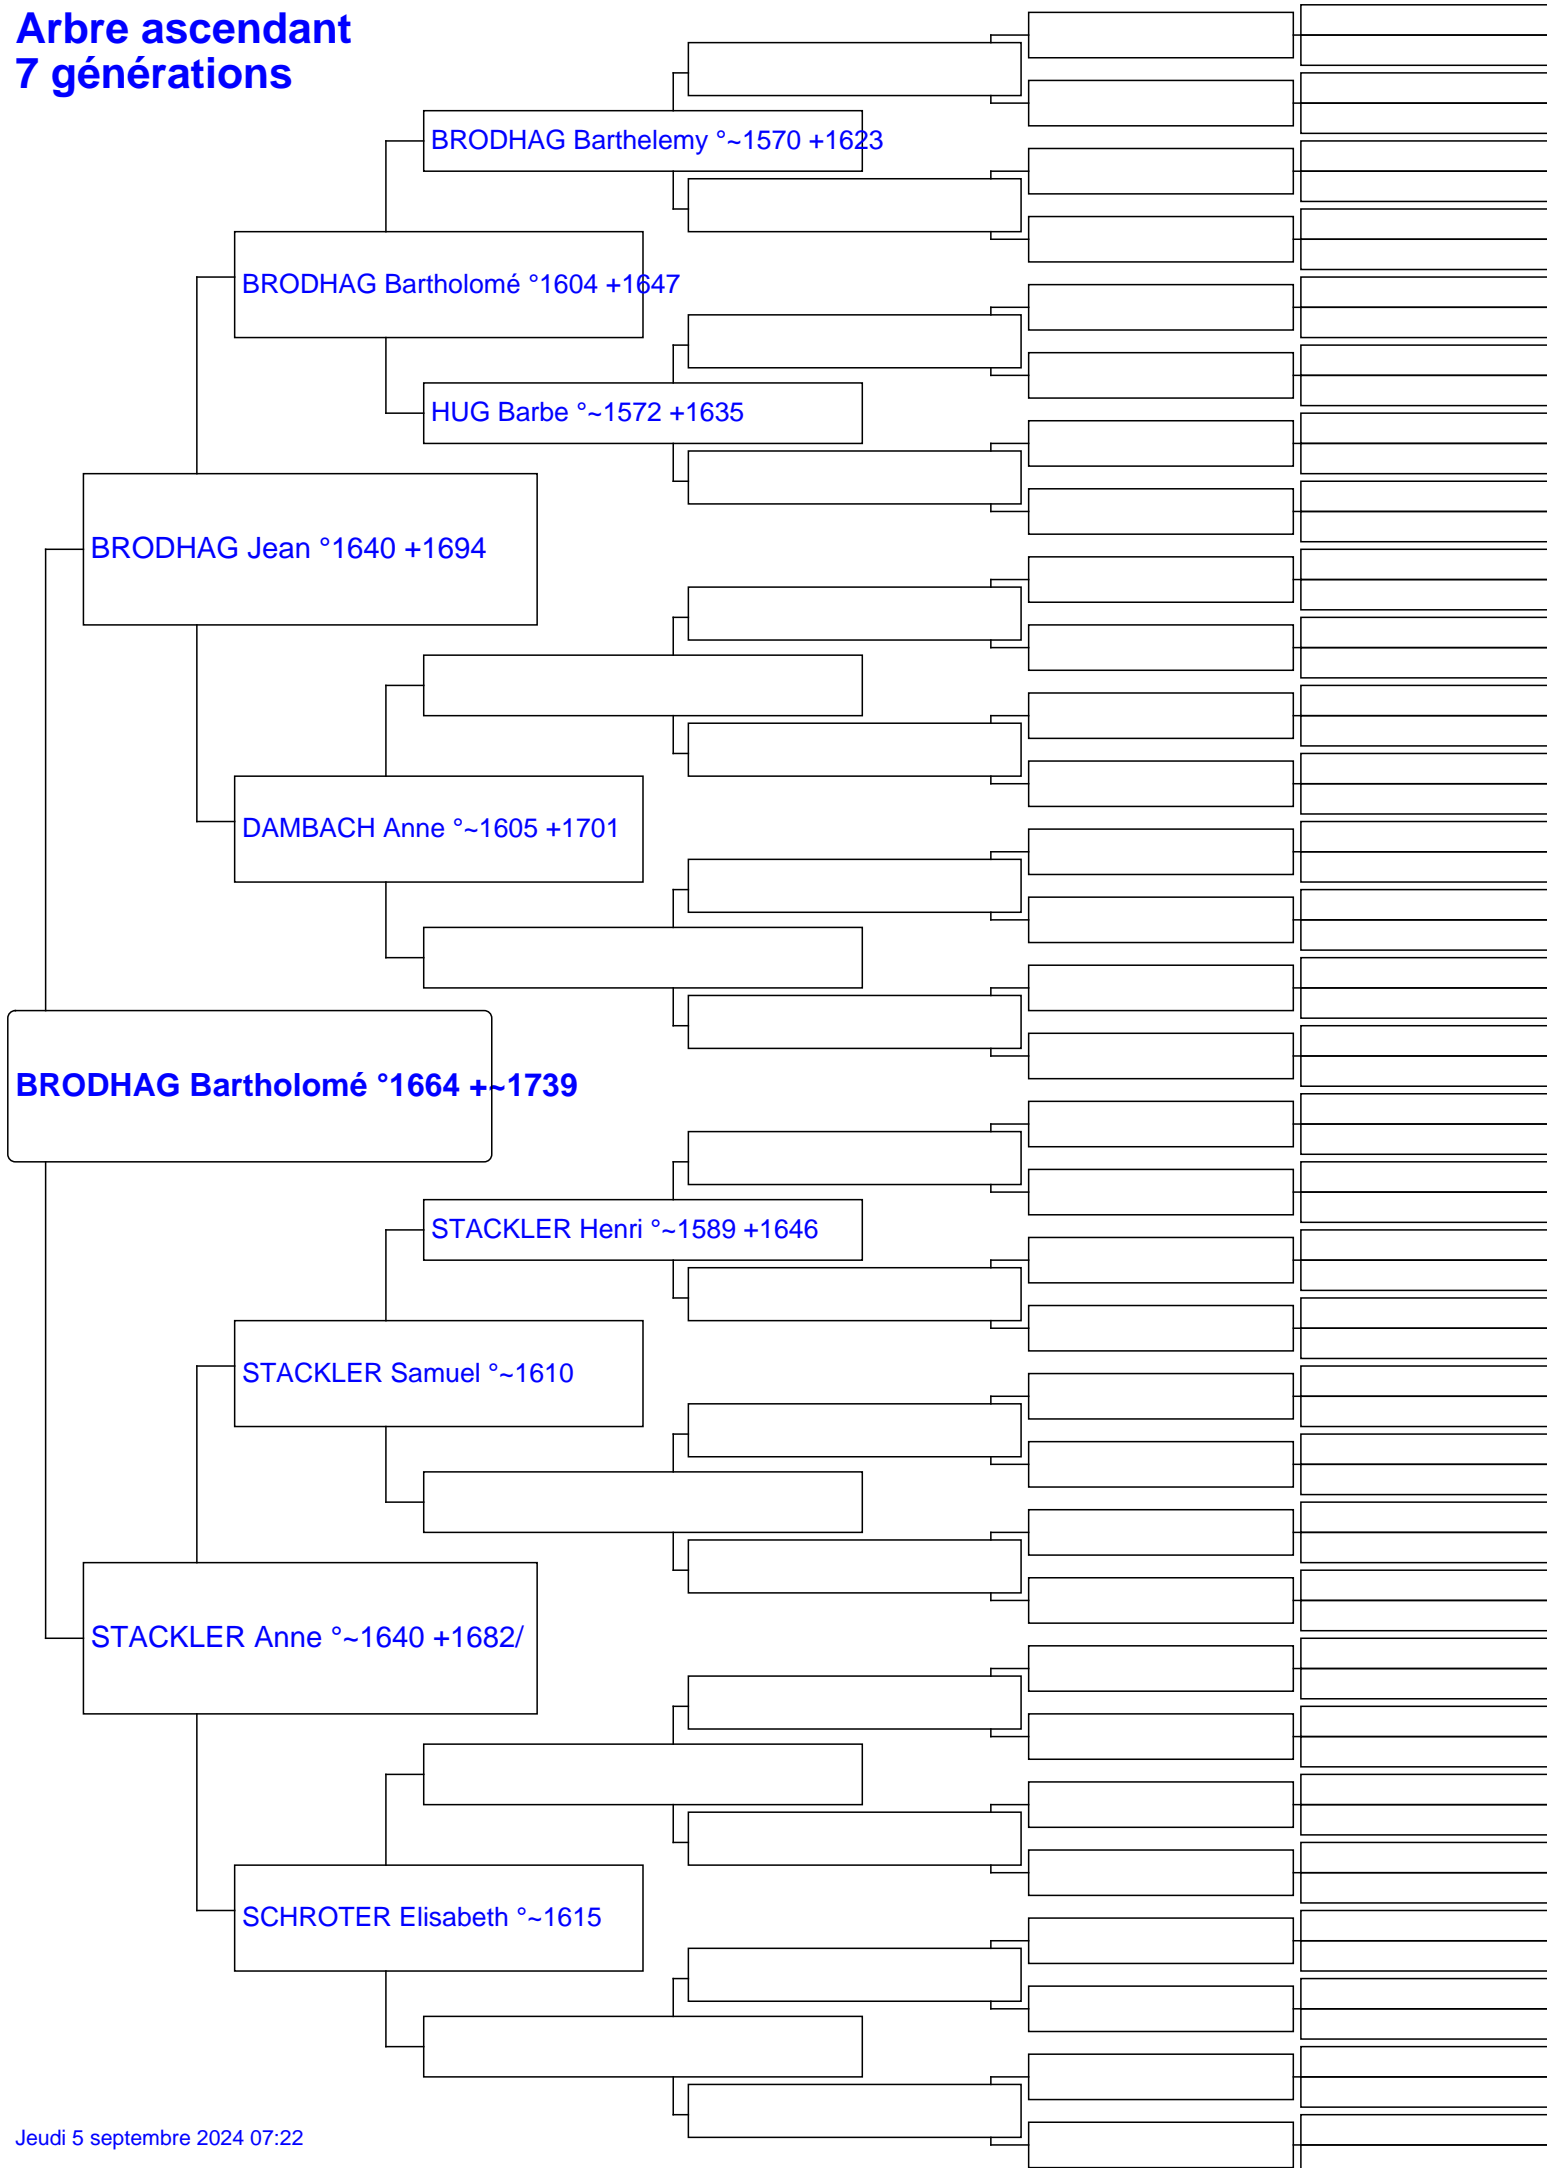 Arbre ascendant
7 générations
BRODHAG Barthelemy °~1570 +1623
BRODHAG Bartholomé °1604 +1647
HUG Barbe °~1572 +1635
BRODHAG Jean °1640 +1694
DAMBACH Anne °~1605 +1701
BRODHAG Bartholomé °1664 +~1739
STACKLER Henri °~1589 +1646
STACKLER Samuel °~1610
STACKLER Anne °~1640 +1682/
SCHROTER Elisabeth °~1615
Jeudi 5 septembre 2024 07:22